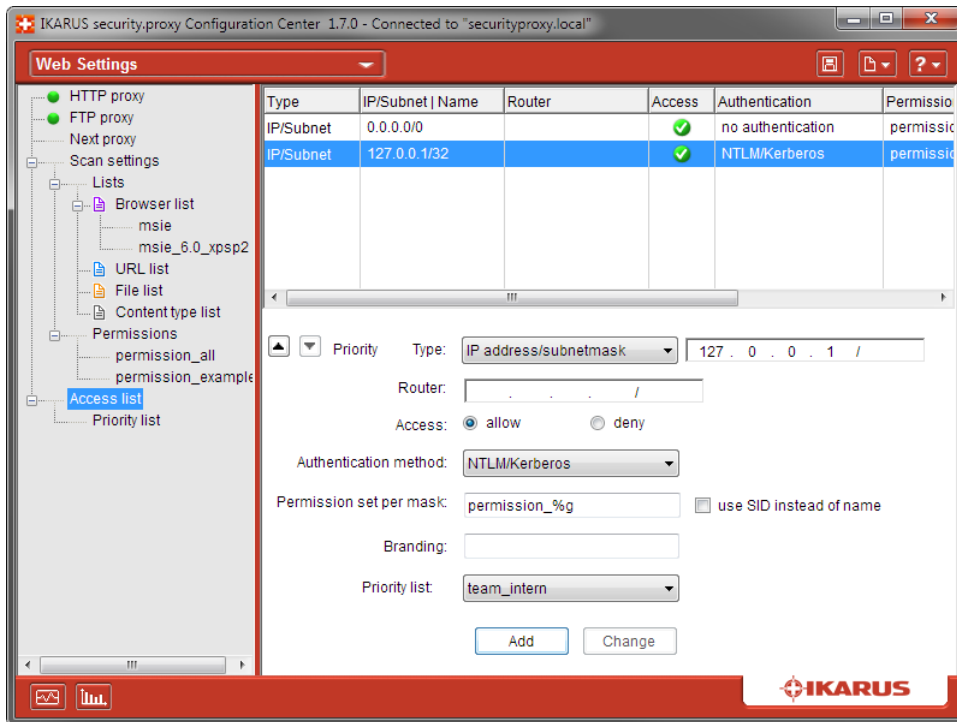 IKARUS security.proxy Configuration Center 1.7.0 - Connected to "securityproxy.local"
Web Settings
?
HTTP proxy
FTP proxy
Next proxy
Scan settings
Lists
Browser list
msie
msie_6.0_xpsp2
URL list
File list
Content type list
Permissions
permission_all
permission_example
Access list
Priority list
Type IP/Subnet | Name Router Access Authentication Permissio
IP/Subnet 0.0.0.0/0 no authentication permissic
IP/Subnet 127.0.0.1/32 NTLM/Kerberos permissic
Priority Type: IP address/subnetmask 127 . 0 . 0 . 1 /
Router: . . . /
Access: allow deny
Authentication method: NTLM/Kerberos
Permission set per mask: permission_%g use SID instead of name
Branding:
Priority list: team_intern
Add Change
IKARUS